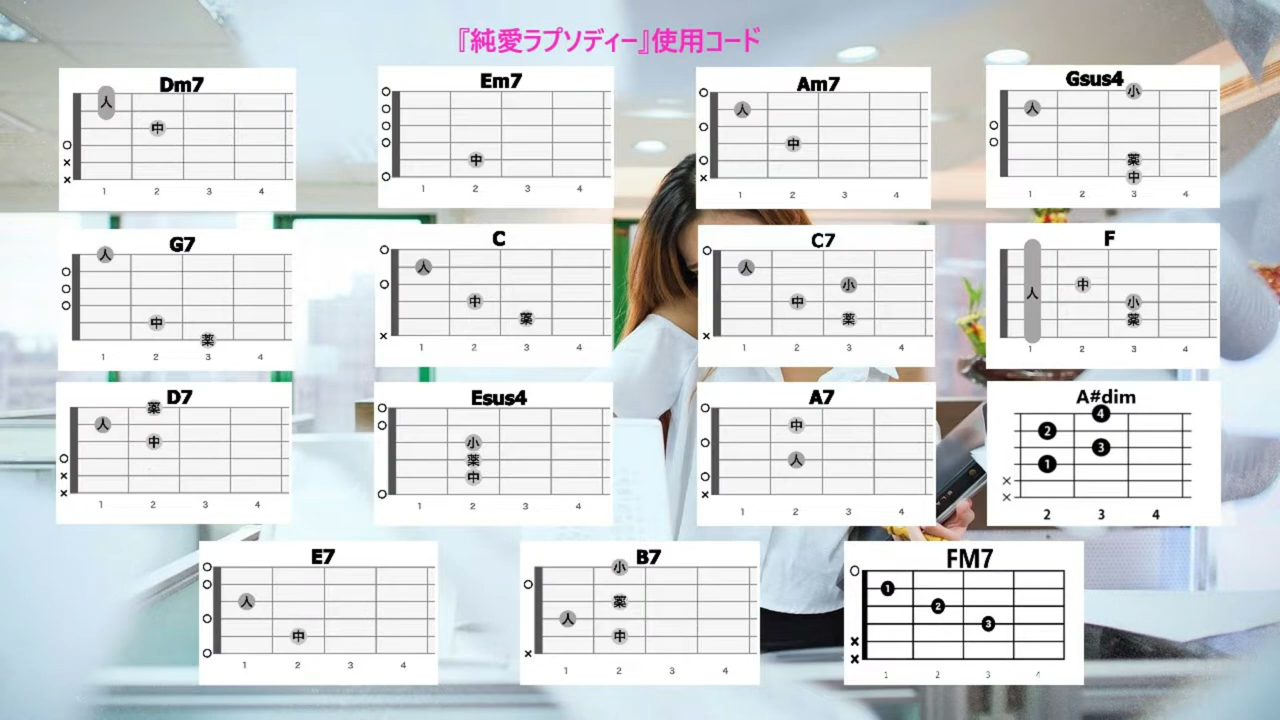 『純愛ラプソディー』使用コード
Dm7
人
中
○
×
×
1 2 3 4
Em7
○
○
○
○
中
○
1 2 3 4
Am7
○
人
○
中
○
×
1 2 3 4
Gsus4
小
人
○
○
薬
中
1 2 3 4
G7
人
○
○
○
中
薬
1 2 3 4
C
○
人
○
中
薬
×
1 2 3 4
C7
○
人
小
中
薬
×
1 2 3 4
F
中
人
小
薬
1 2 3 4
D7
薬
人
中
○
×
×
1 2 3 4
Esus4
○
○
小
薬
中
○
1 2 3 4
A7
○
中
○
人
○
×
1 2 3 4
A#dim
4
2
3
1
×
×
2 3 4
E7
○
○
人
○
中
○
1 2 3 4
B7
小
○
薬
人
中
×
1 2 3 4
FM7
○
1
2
3
×
×
1 2 3 4